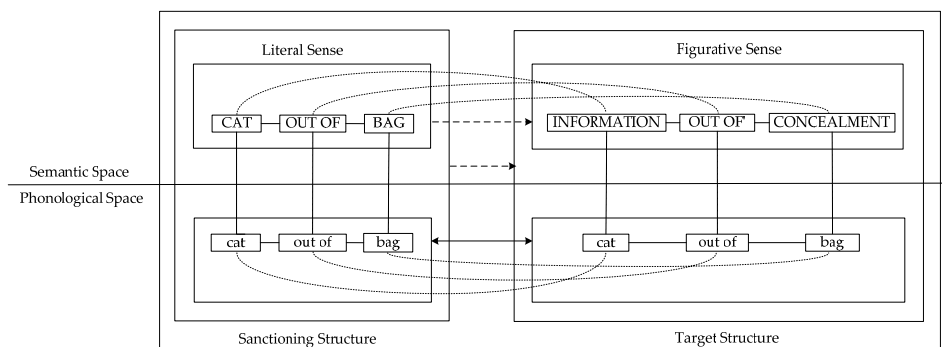 Literal Sense
Figurative Sense
CAT OUT OF BAG
INFORMATION OUT OF' CONCEALMENT
Semantic Space
Phonological Space
cat out of bag
cat out of bag
Sanctioning Structure
Target Structure